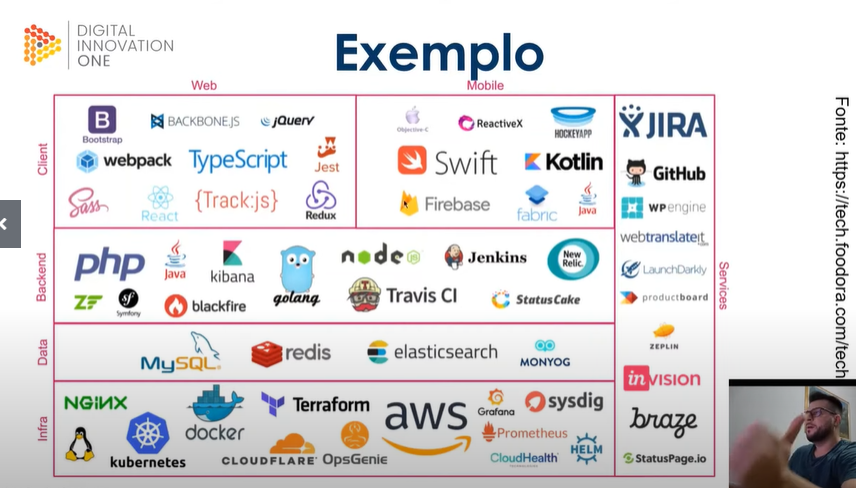 DIGITAL
INNOVATION
ONE
Exemplo
Web
Mobile
Client
B
Bootstrap
BACKBONE.JS
jQuery
webpack
TypeScript
Jest
Sass
React
{Track:js}
Redux
Objective-C
ReactiveX
HOCKEYAPP
Swift
Kotlin
Firebase
fabric
Java
Backend
php
Java
kibana
golang
node JS
Jenkins
New
Relic.
ZF
sf
Symfony
blackfire
Travis CI
StatusCake
Data
MySQL
redis
elasticsearch
MONYOG
Infra
NGINX
docker
Terraform
aws
Grafana
sysdig
Prometheus
kubernetes
CLOUDFLARE
OpsGenie
CloudHealth
HELM
Services
JIRA
GitHub
WP engine
webtranslateit
LaunchDarkly
productboard
ZEPLIN
inVISION
braze
StatusPage.io
Fonte: https://tech.foodora.com/tech